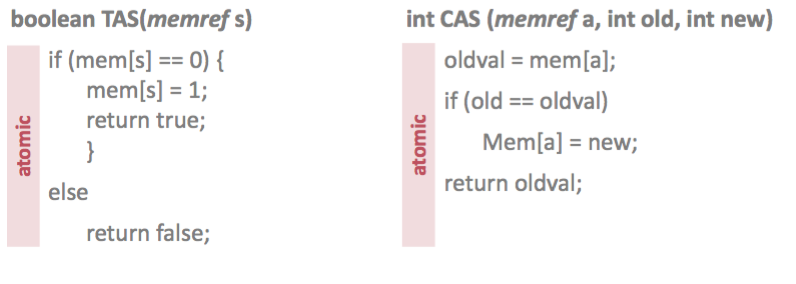 boolean TAS(memref s)
atomic
if (mem[s] == 0) {
mem[s] = 1;
return true;
}
else
return false;
int CAS (memref a, int old, int new)
atomic
oldval = mem[a];
if (old == oldval)
Mem[a] = new;
return oldval;